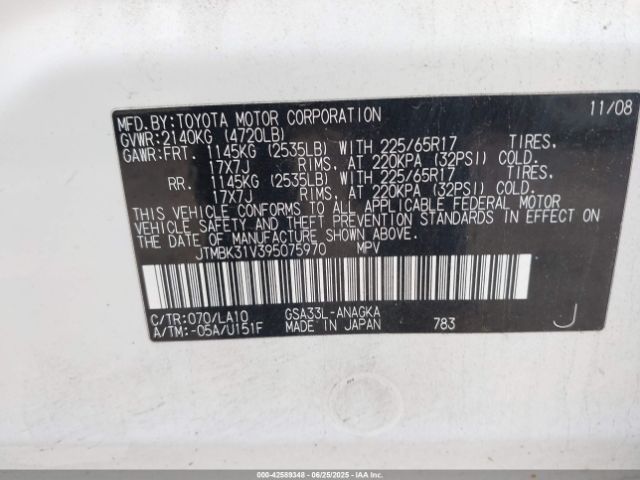 MFD.BY:TOYOTA MOTOR CORPORATION 11/08
GVWR:2140KG (4720LB)
GAWR:FRT. 1145KG (2535LB) WITH 225/65R17 TIRES,
17X7J RIMS, AT 220KPA (32PSI) COLD.
RR. 1145KG (2535LB) WITH 225/65R17 TIRES,
17X7J RIMS, AT 220KPA (32PSI) COLD.
THIS VEHICLE CONFORMS TO ALL APPLICABLE FEDERAL MOTOR
VEHICLE SAFETY AND THEFT PREVENTION STANDARDS IN EFFECT ON
THE DATE OF MANUFACTURE SHOWN ABOVE.
JTMBK31V395075970 MPV
C/TR:070/LA10 GSA33L-ANAGKA
A/TM:-05A/U151F MADE IN JAPAN 783 J
000-42589348 | 06/25/2025 | IAAI.COM